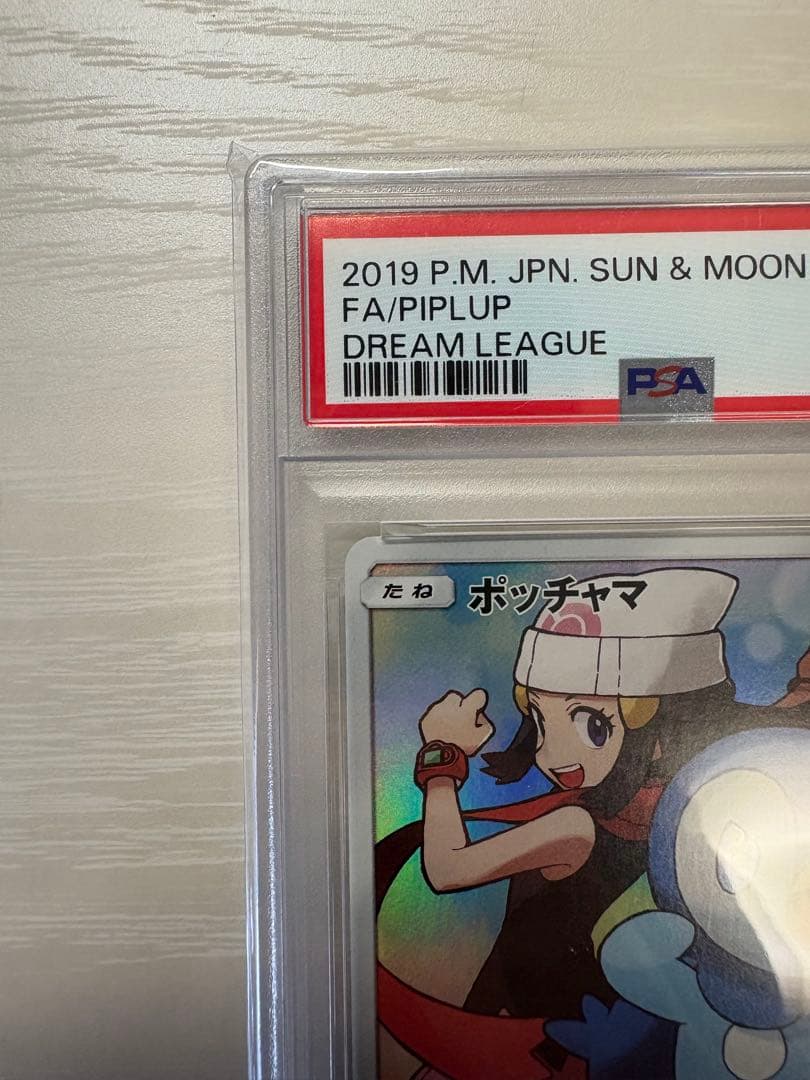 2019 P.M. JPN. SUN & MOON
FA/PIPLUP
DREAM LEAGUE
PSA
たね ポッチャマ